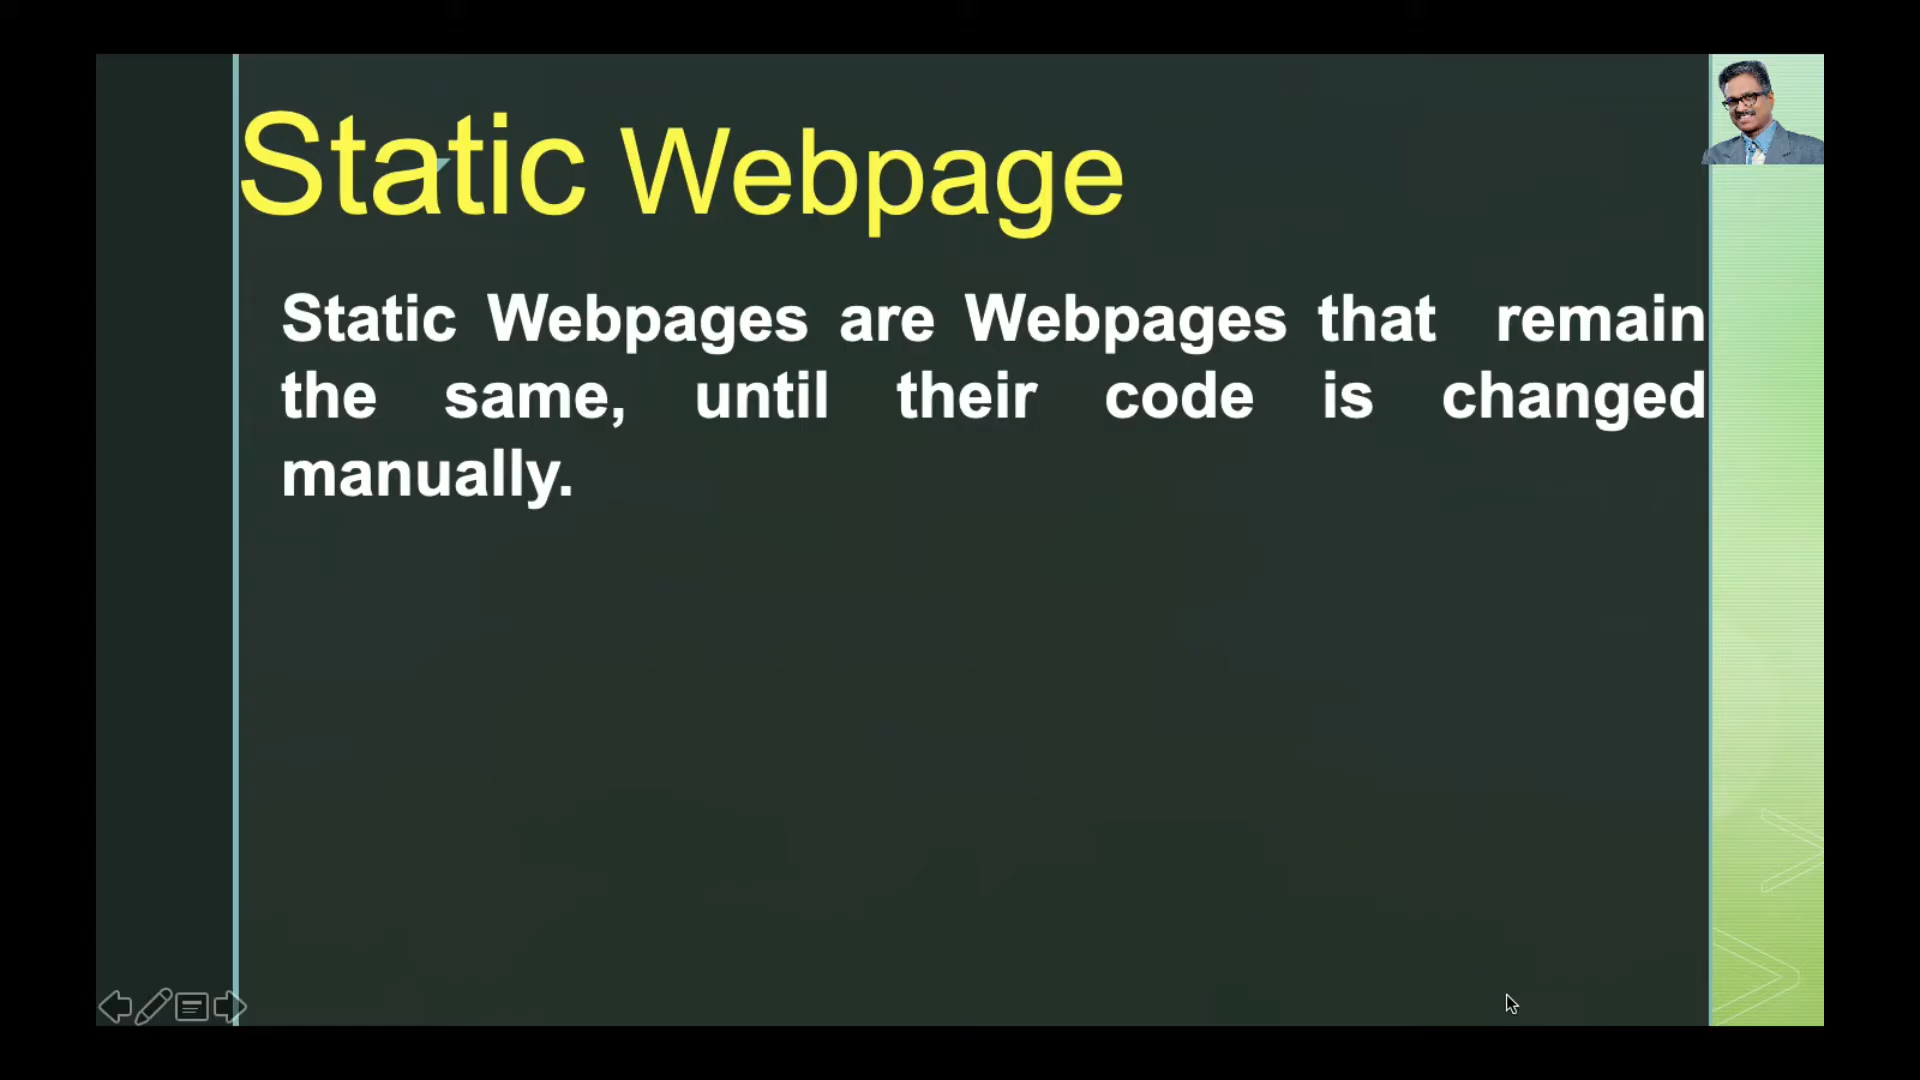 Static Webpage
Static Webpages are Webpages that remain
the same, until their code is changed
manually.